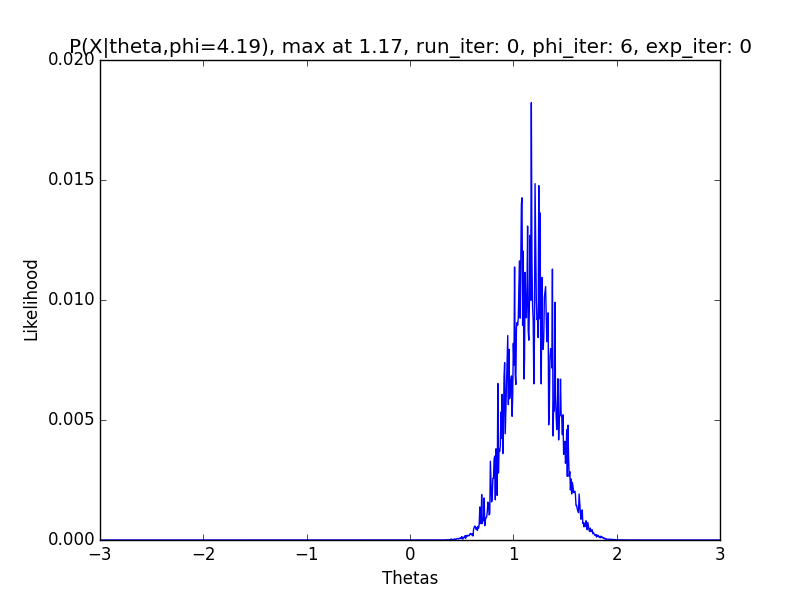 P(X|theta,phi=4.19), max at 1.17, run_iter: 0, phi_iter: 6, exp_iter: 0
0.020
0.015
0.010
0.005
0.000
Likelihood
−3 −2 −1 0 1 2 3
Thetas